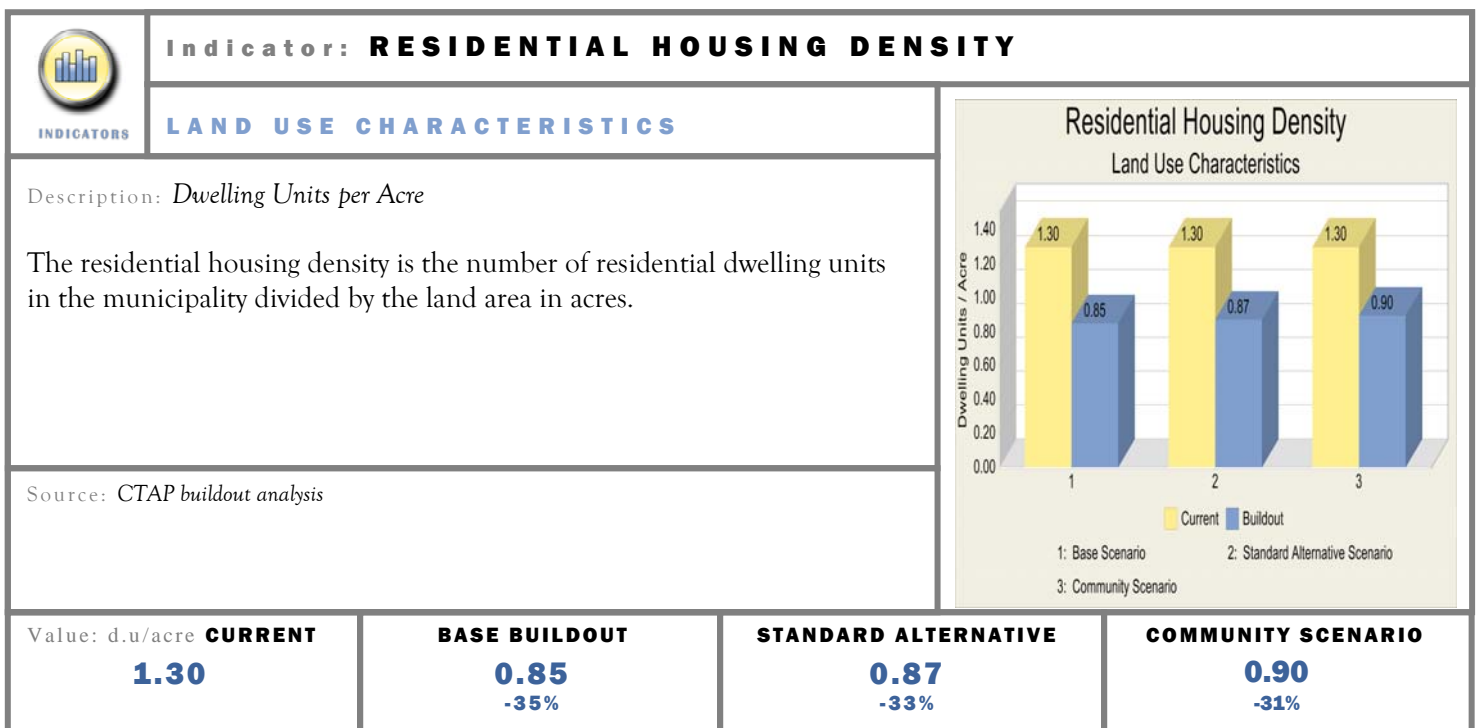 INDICATORS
Indicator: RESIDENTIAL HOUSING DENSITY
LAND USE CHARACTERISTICS
Description: Dwelling Units per Acre
The residential housing density is the number of residential dwelling units
in the municipality divided by the land area in acres.
Source: CTAP buildout analysis
Residential Housing Density
Land Use Characteristics
Dwelling Units / Acre
1.40
1.20
1.00
0.80
0.60
0.40
0.20
0.00
1.30
0.85
1.30
0.87
1.30
0.90
1
2
3
Current Buildout
1: Base Scenario 2: Standard Alternative Scenario
3: Community Scenario
Value: d.u/acre CURRENT
1.30
BASE BUILDOUT
0.85
-35%
STANDARD ALTERNATIVE
0.87
-33%
COMMUNITY SCENARIO
0.90
-31%